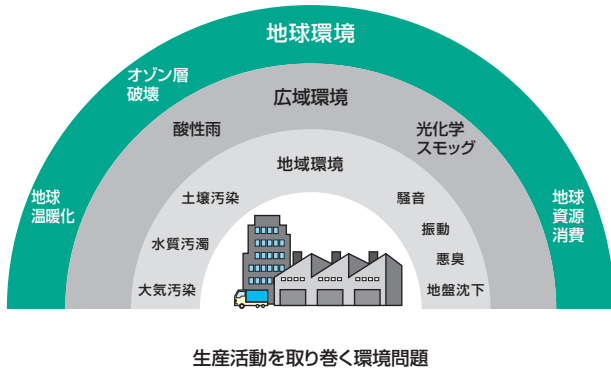 地球環境
オゾン層
破壊
広域環境
酸性雨
光化学
スモッグ
地域環境
地球
温暖化
土壌汚染
騒音
地球
資源
消費
水質汚濁
振動
悪臭
大気汚染
地盤沈下
生産活動を取り巻く環境問題